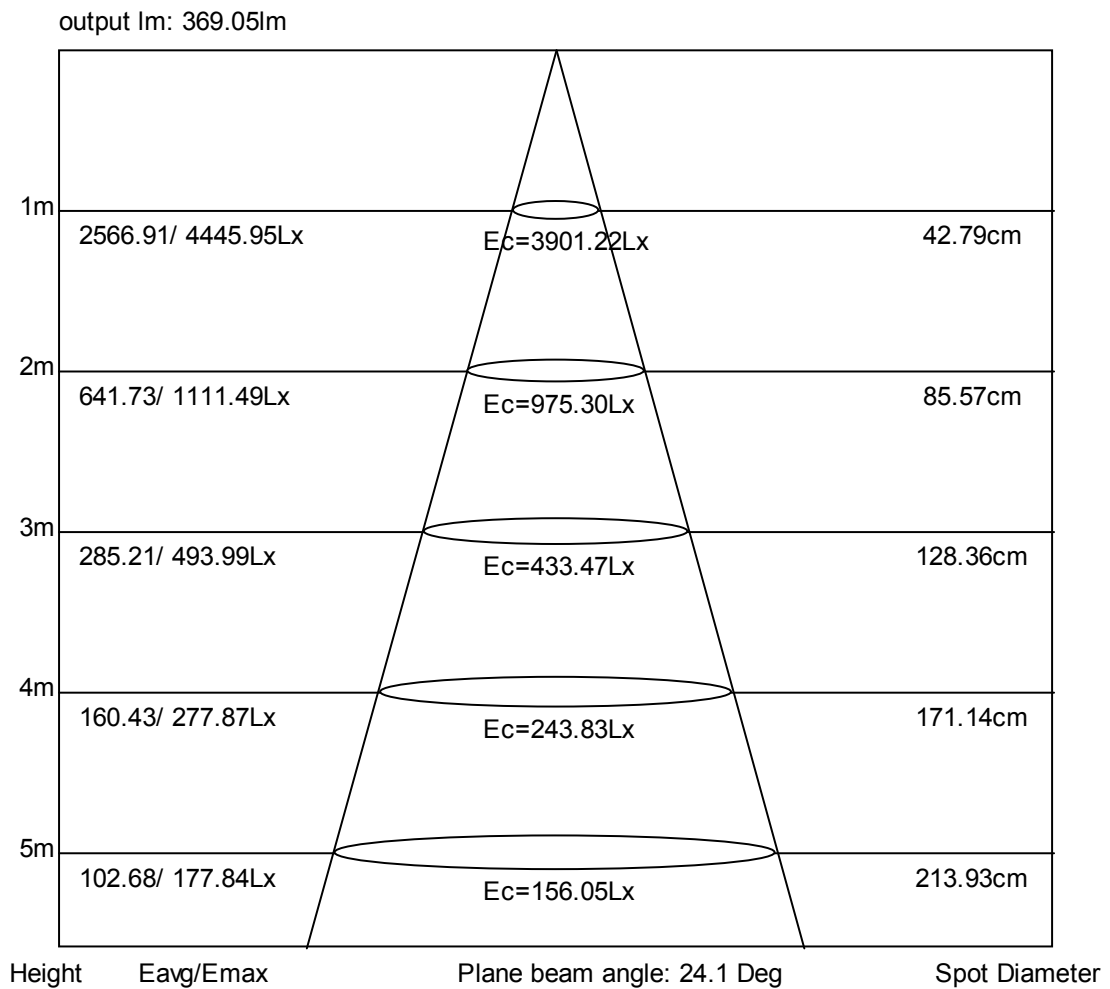 output lm: 369.05lm
1m
2566.91/ 4445.95Lx
Ec=3901.22Lx
42.79cm
2m
641.73/ 1111.49Lx
Ec=975.30Lx
85.57cm
3m
285.21/ 493.99Lx
Ec=433.47Lx
128.36cm
4m
160.43/ 277.87Lx
Ec=243.83Lx
171.14cm
5m
102.68/ 177.84Lx
Ec=156.05Lx
213.93cm
Height Eavg/Emax Plane beam angle: 24.1 Deg Spot Diameter